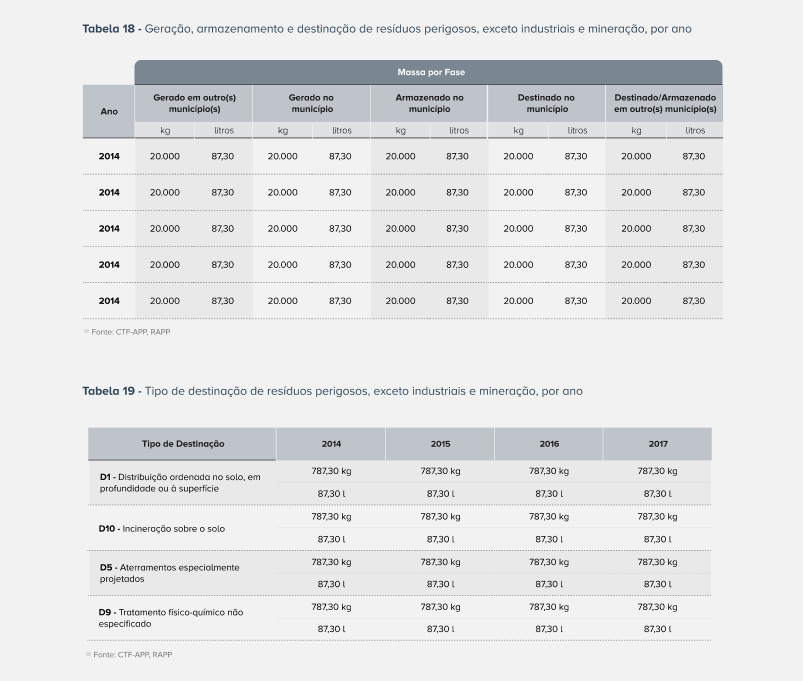 Tabela 18 - Geração, armazenamento e destinação de resíduos perigosos, exceto industriais e mineração, por ano
Massa por Fase
Ano
Gerado em outro(s) município(s)
Gerado no município
Armazenado no município
Destinado no município
Destinado/Armazenado em outro(s) município(s)
kg litros kg litros kg litros kg litros kg litros
2014 20.000 87,30 20.000 87,30 20.000 87,30 20.000 87,30 20.000 87,30
2014 20.000 87,30 20.000 87,30 20.000 87,30 20.000 87,30 20.000 87,30
2014 20.000 87,30 20.000 87,30 20.000 87,30 20.000 87,30 20.000 87,30
2014 20.000 87,30 20.000 87,30 20.000 87,30 20.000 87,30 20.000 87,30
2014 20.000 87,30 20.000 87,30 20.000 87,30 20.000 87,30 20.000 87,30
Fonte: CTF-APP, RAPP
Tabela 19 - Tipo de destinação de resíduos perigosos, exceto industriais e mineração, por ano
Tipo de Destinação 2014 2015 2016 2017
D1 - Distribuição ordenada no solo, em
profundidade ou à superfície
787,30 kg 787,30 kg 787,30 kg 787,30 kg
87,30 l 87,30 l 87,30 l 87,30 l
D10 - Incineração sobre o solo
787,30 kg 787,30 kg 787,30 kg 787,30 kg
87,30 l 87,30 l 87,30 l 87,30 l
D5 - Aterramentos especialmente
projetados
787,30 kg 787,30 kg 787,30 kg 787,30 kg
87,30 l 87,30 l 87,30 l 87,30 l
D9 - Tratamento físico-químico não
especificado
787,30 kg 787,30 kg 787,30 kg 787,30 kg
87,30 l 87,30 l 87,30 l 87,30 l
Fonte: CTF-APP, RAPP